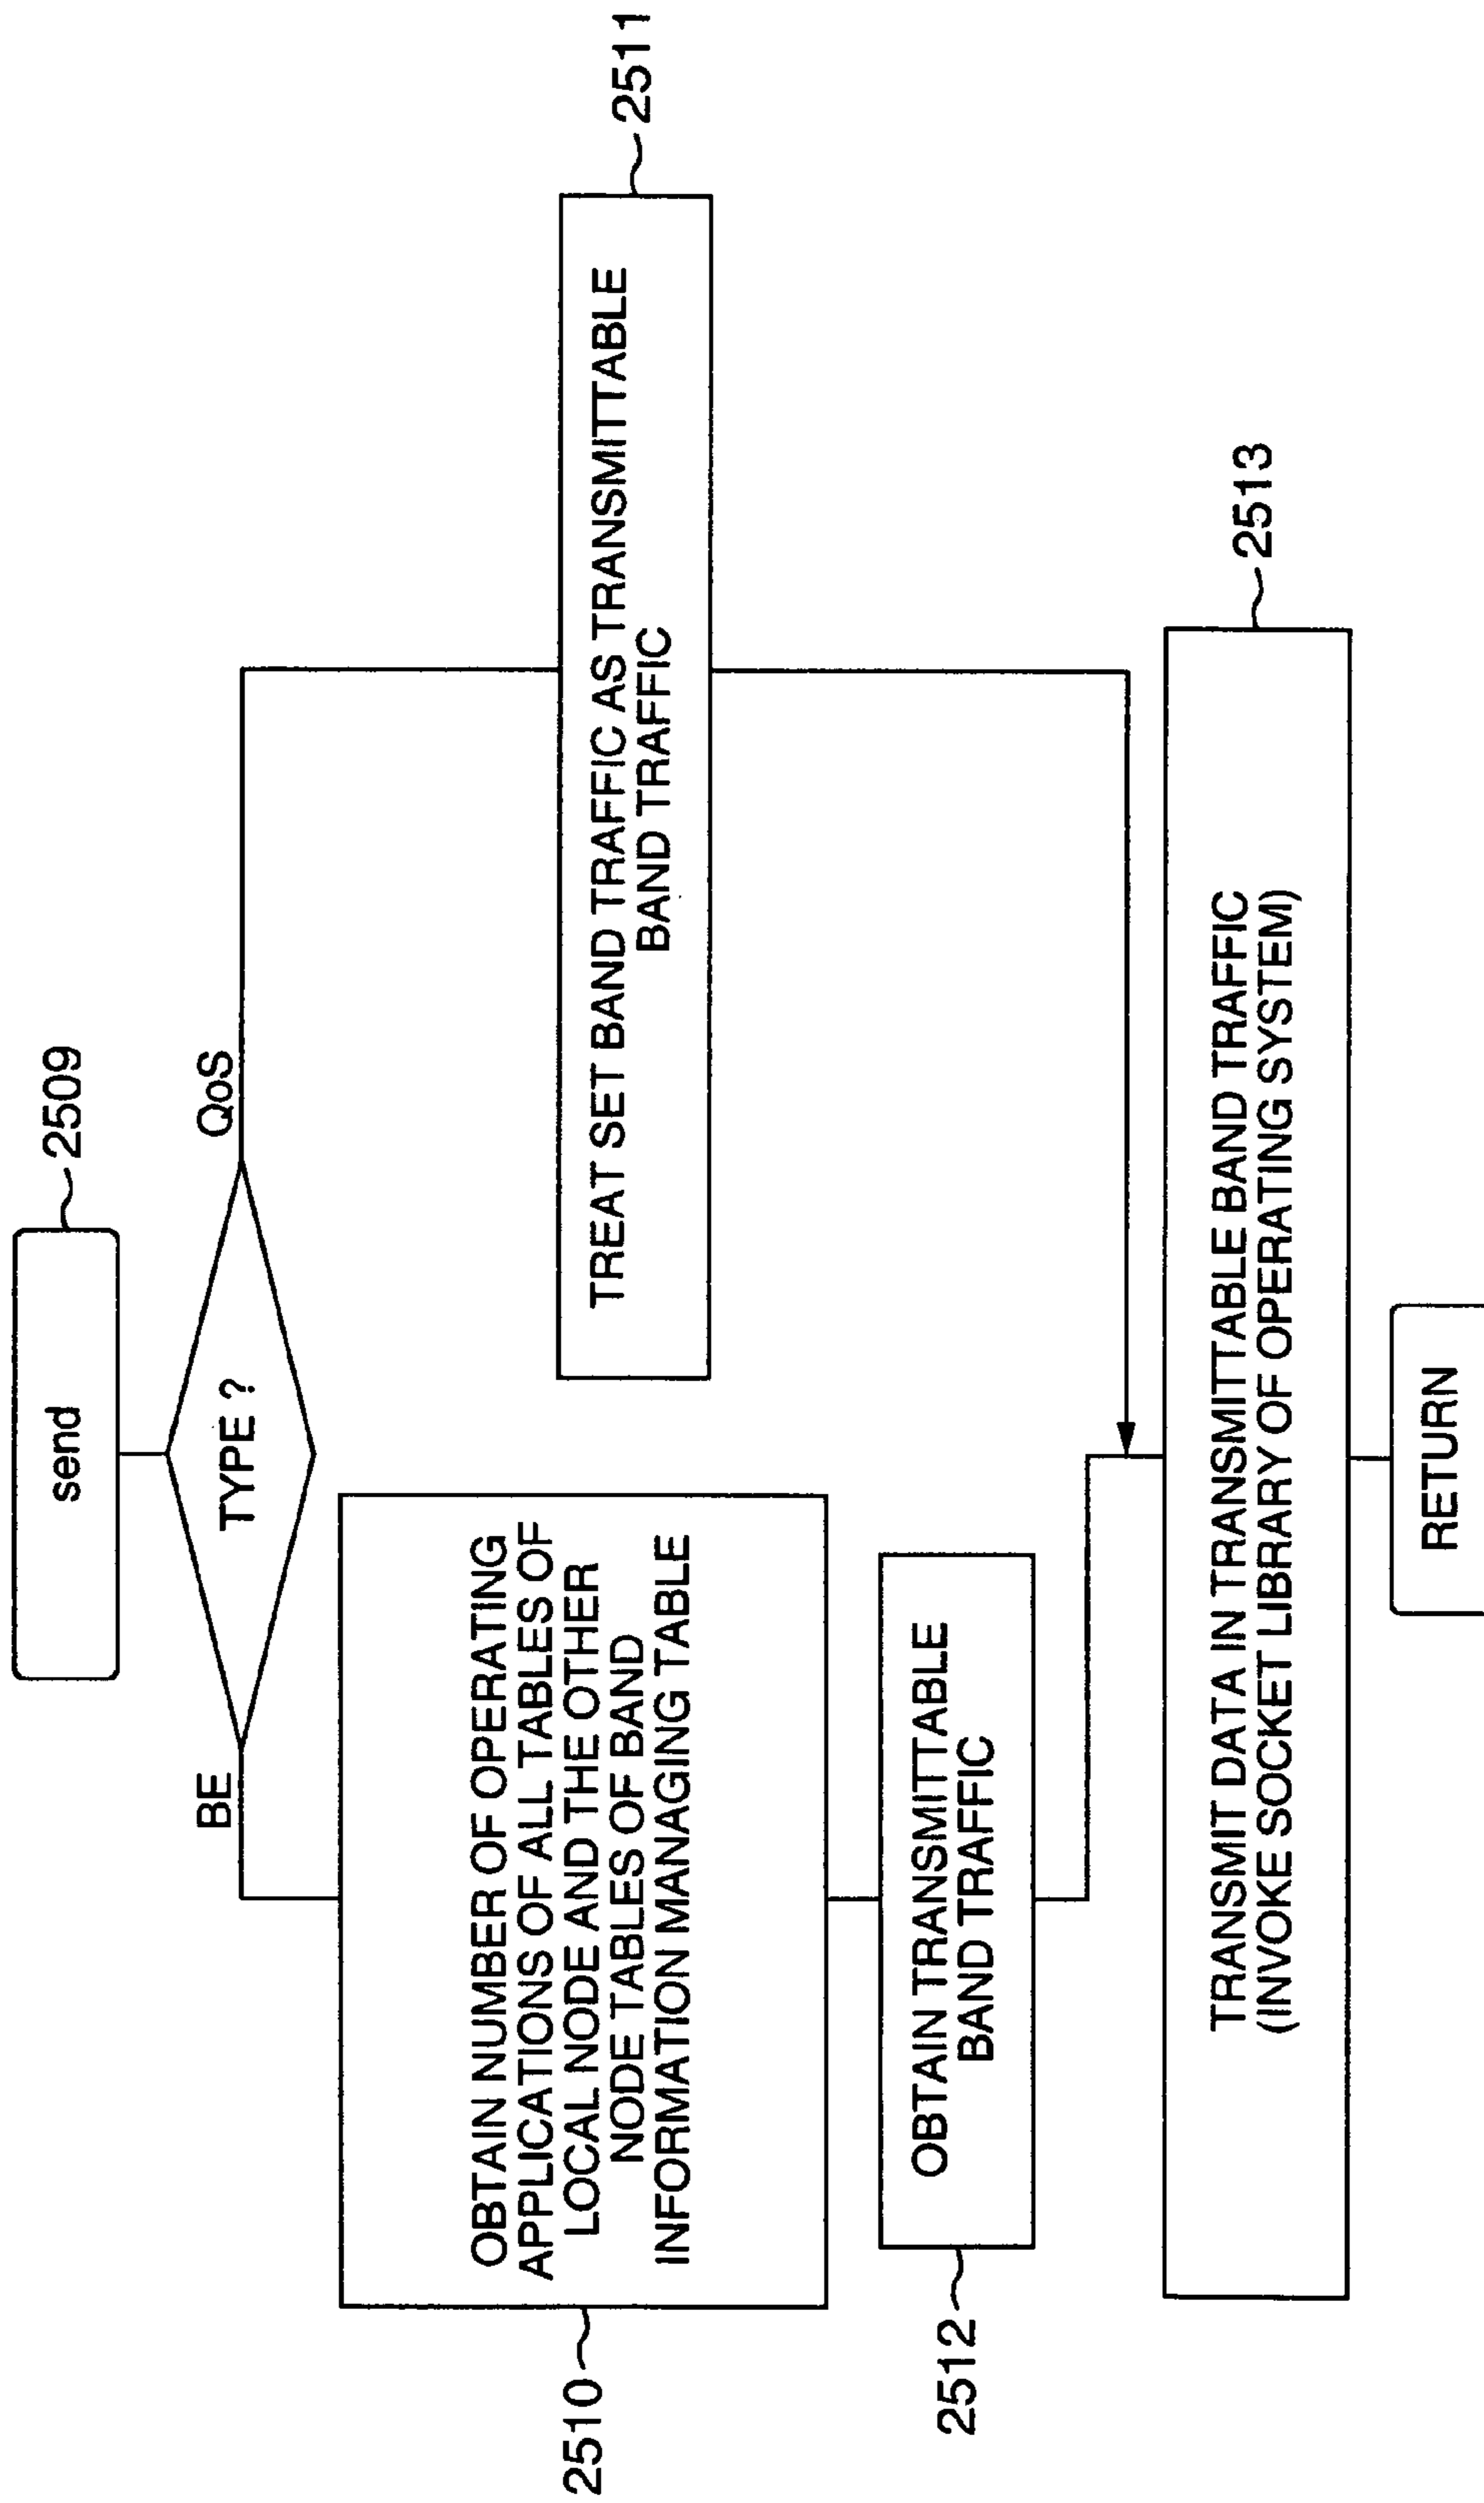 send
2509
TYPE ?
BE
QoS
2510
OBTAIN NUMBER OF OPERATING
APPLICATIONS OF ALL TABLES OF
LOCAL NODE AND THE OTHER
NODE TABLES OF BAND
INFORMATION MANAGING TABLE
TREAT SET BAND TRAFFIC AS TRANSMITTABLE
BAND TRAFFIC
2511
2512
OBTAIN TRANSMITTABLE
BAND TRAFFIC
TRANSMIT DATA IN TRANSMITTABLE BAND TRAFFIC
(INVOKE SOCKET LIBRARY OF OPERATING SYSTEM)
2513
RETURN